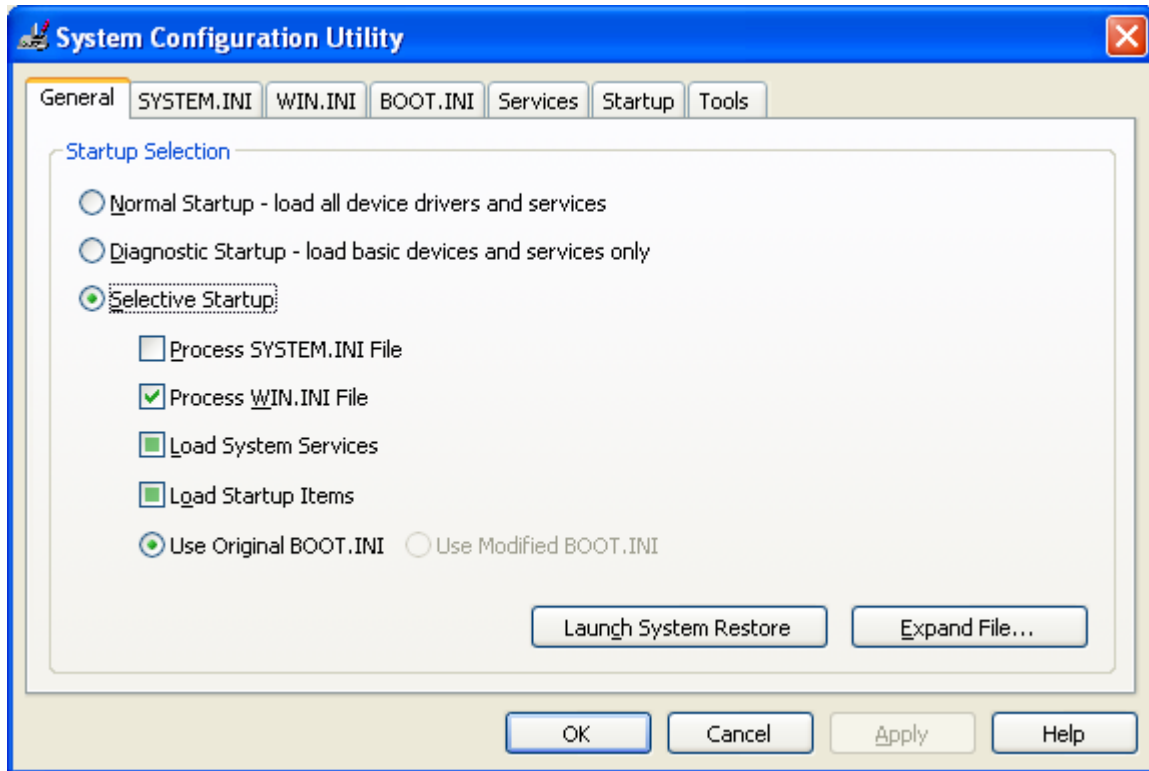 System Configuration Utility
General SYSTEM.INI WIN.INI BOOT.INI Services Startup Tools
Startup Selection
Normal Startup - load all device drivers and services
Diagnostic Startup - load basic devices and services only
Selective Startup
Process SYSTEM.INI File
Process WIN.INI File
Load System Services
Load Startup Items
Use Original BOOT.INI Use Modified BOOT.INI
Launch System Restore Expand File...
OK Cancel Apply Help